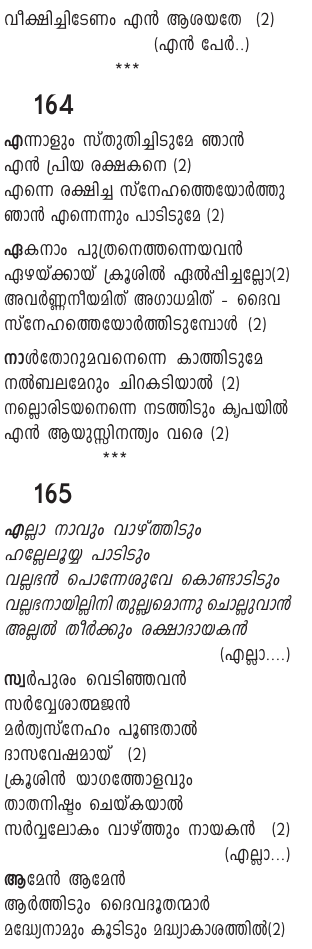 വീക്ഷിച്ചിടേണം എൻ ആശയതേ (2)
(എൻ പേർ..)
***
164
എന്നാളും സ്തുതിച്ചിടുമേ ഞാൻ
എൻ പ്രിയ രക്ഷകനെ (2)
എന്നെ രക്ഷിച്ച സ്നേഹത്തെയോർത്തു
ഞാൻ എന്നെന്നും പാടിടുമേ (2)
ഏകനാം പുത്രനെത്തന്നെയവൻ
ഏഴയ്ക്കായ് ക്രൂശിൽ ഏൽപ്പിച്ചല്ലോ(2)
അവർണ്ണനീയമിത് അഗാധമിത് - ദൈവ
സ്നേഹത്തെയോർത്തിടുമ്പോൾ (2)
നാൾതോറുമവനെന്നെ കാത്തിടുമേ
നൽബലമേറും ചിറകടിയാൽ (2)
നല്ലൊരിടയനെന്നെ നടത്തിടും കൃപയിൽ
എൻ ആയുസ്സിനന്ത്യം വരെ (2)
***
165
എല്ലാ നാവും വാഴ്ത്തിടും
ഹല്ലേലൂയ്യ പാടിടും
വല്ലഭൻ പൊന്നേശുവേ കൊണ്ടാടിടും
വല്ലഭനായില്ലിനി തുല്ല്യമൊന്നു ചൊല്ലുവാൻ
അല്ലൽ തീർക്കും രക്ഷാദായകൻ
(എല്ലാ....)
സ്വർപുരം വെടിഞ്ഞവൻ
സർവ്വേശാത്മജൻ
മർത്യസ്നേഹം പൂണ്ടതാൽ
ദാസവേഷമായ് (2)
ക്രൂശിൻ യാഗത്തോളവും
താതനിഷ്ടം ചെയ്കയാൽ
സർവ്വലോകം വാഴ്ത്തും നായകൻ (2)
(എല്ലാ...)
ആമേൻ ആമേൻ
ആർത്തിടും ദൈവദൂതന്മാർ
മദ്ധ്യേനാമും കൂടിടും മദ്ധ്യാകാശത്തിൽ(2)